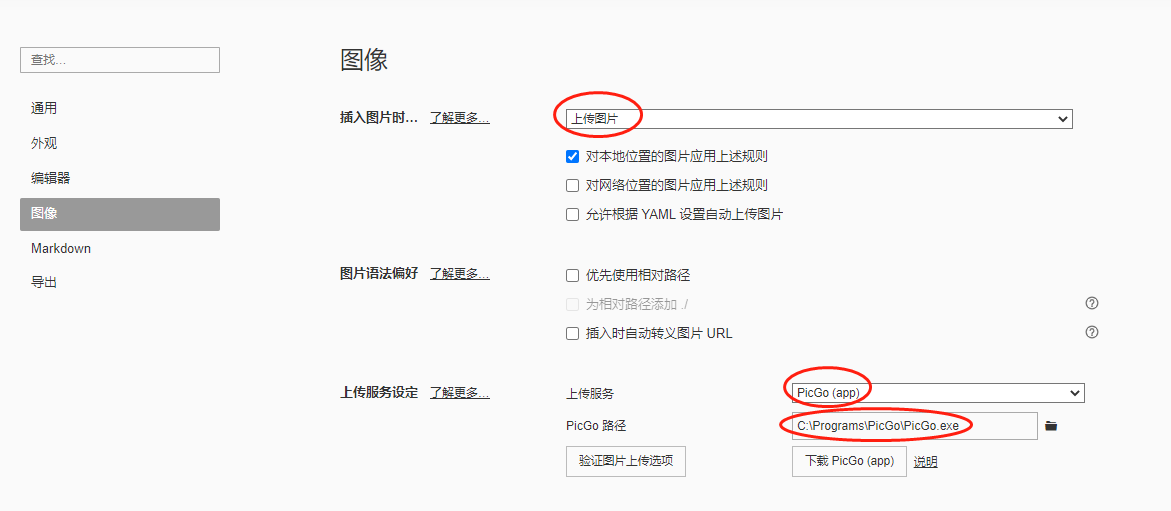 查找...
通用
外观
编辑器
图像
Markdown
导出
图像
插入图片时... 了解更多... 上传图片
对本地位置的图片应用上述规则
对网络位置的图片应用上述规则
允许根据 YAML 设置自动上传图片
图片语法偏好 了解更多... 优先使用相对路径
为相对路径添加 ./
插入时自动转义图片 URL
上传服务设定 了解更多... 上传服务 PicGo (app)
PicGo 路径 C:\Programs\PicGo\PicGo.exe
验证图片上传选项 下载 PicGo (app) 说明